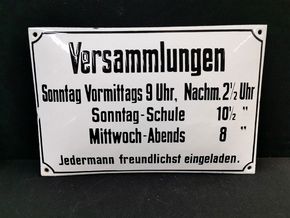 Versammlungen
Sonntag Vormittags 9 Uhr, Nachm. 2½ Uhr
Sonntag-Schule 10½ "
Mittwoch-Abends 8 "
Jedermann freundlichst eingeladen.